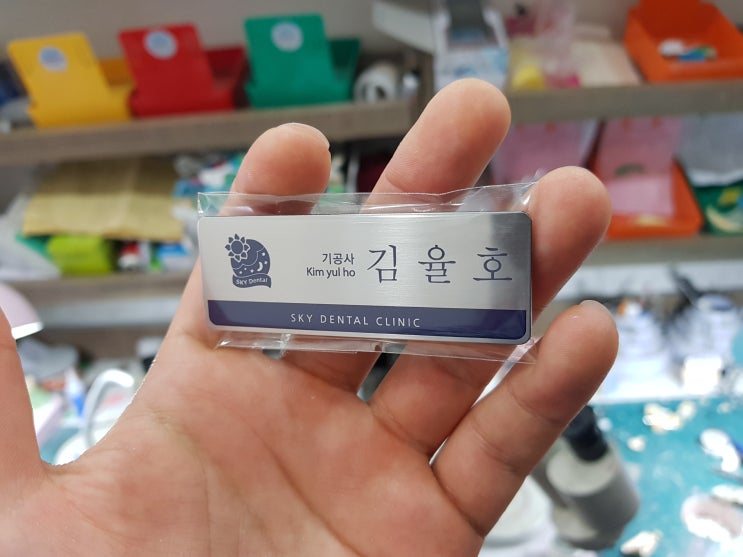 SKY Dental
기공사
Kim yul ho
김율호
SKY DENTAL CLINIC